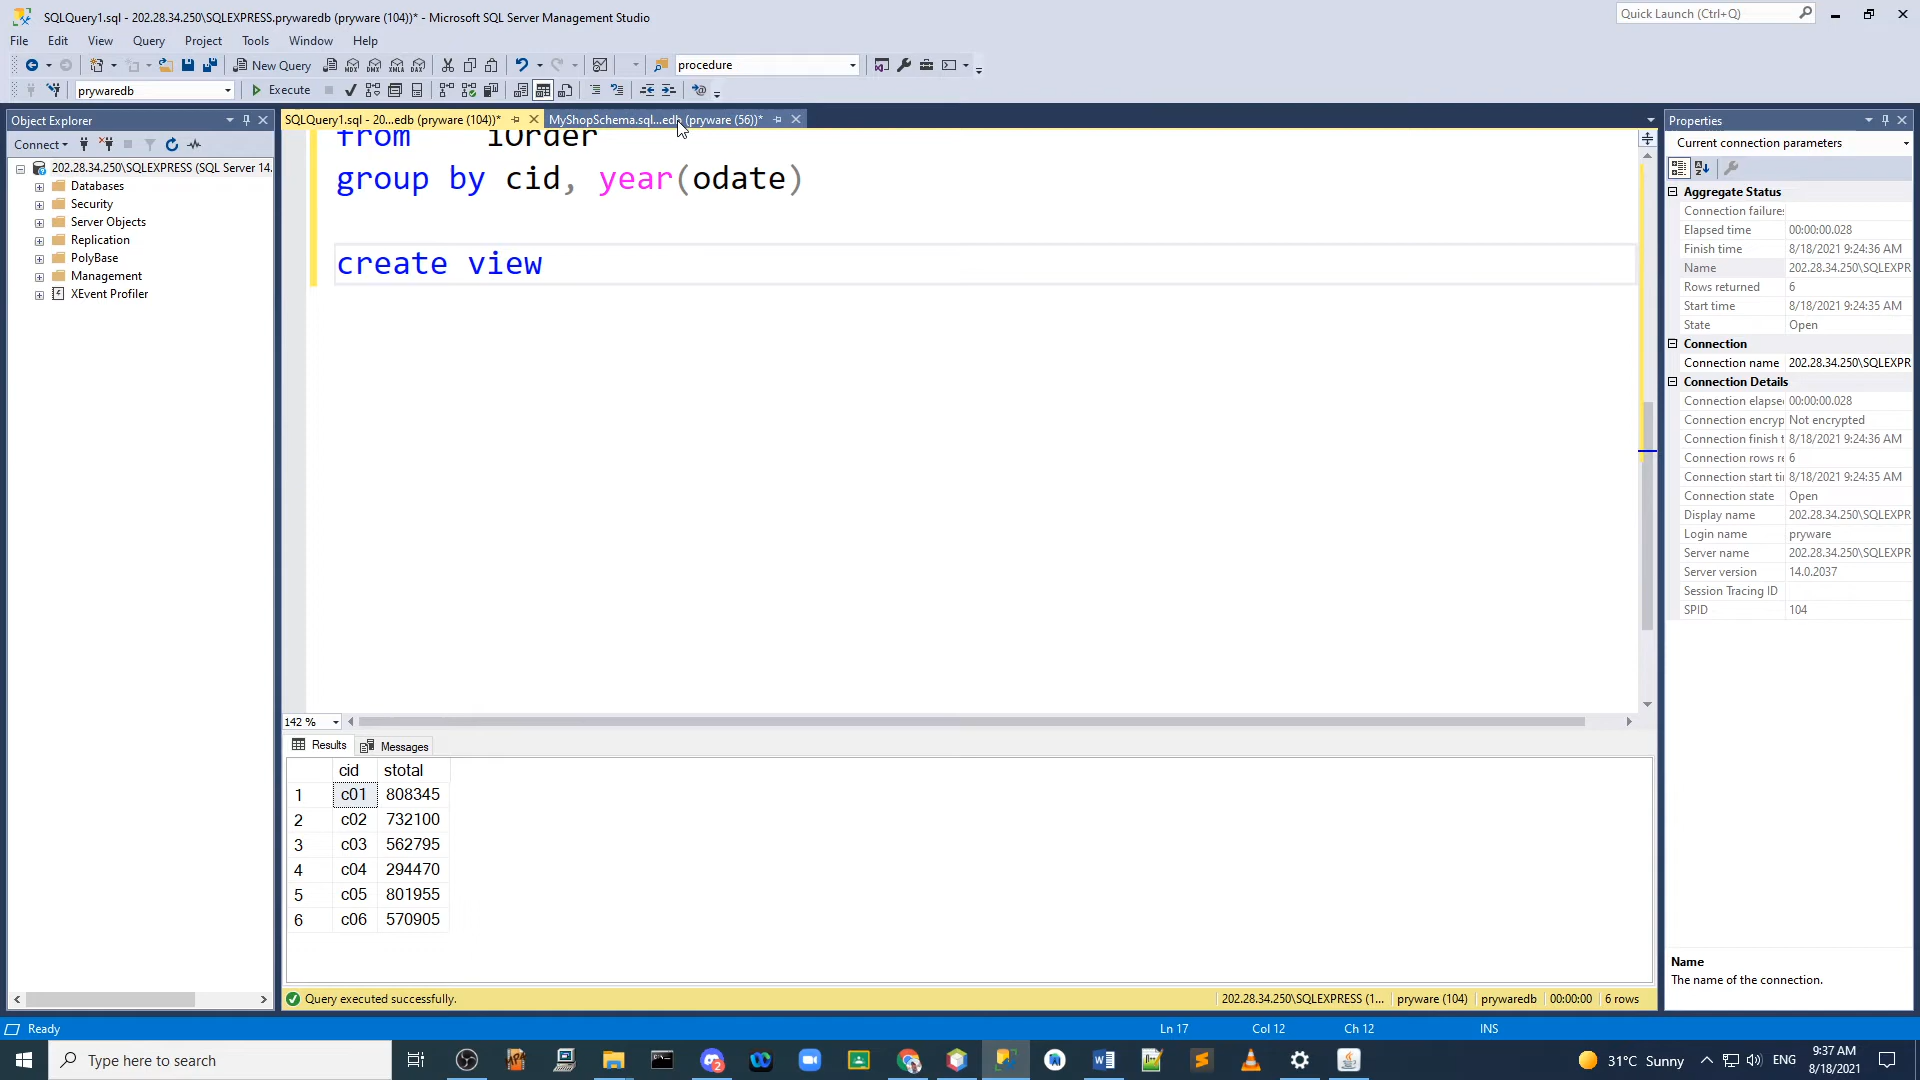 SQLQuery1.sql - 202.28.34.250\SQLEXPRESS.prywaredb (pryware (104))* - Microsoft SQL Server Management Studio
Quick Launch (Ctrl+Q)
File Edit View Query Project Tools Window Help
New Query
procedure
prywaredb
Execute
Object Explorer
Connect
202.28.34.250\SQLEXPRESS (SQL Server 14.
Databases
Security
Server Objects
Replication
PolyBase
Management
XEvent Profiler
SQLQuery1.sql - 20...edb (pryware (104))*
MyShopSchema.sql...edb (pryware (56))*
from iOrder
group by cid, year(odate)
create view
142 %
Results
Messages
cid stotal
1 c01 808345
2 c02 732100
3 c03 562795
4 c04 294470
5 c05 801955
6 c06 570905
Query executed successfully.
202.28.34.250\SQLEXPRESS (1...
pryware (104)
prywaredb
00:00:00
6 rows
Properties
Current connection parameters
Aggregate Status
Connection failures
Elapsed time 00:00:00.028
Finish time 8/18/2021 9:24:36 AM
Name 202.28.34.250\SQLEXPR
Rows returned 6
Start time 8/18/2021 9:24:35 AM
State Open
Connection
Connection name 202.28.34.250\SQLEXPR
Connection Details
Connection elapse 00:00:00.028
Connection encryp Not encrypted
Connection finish t 8/18/2021 9:24:36 AM
Connection rows re 6
Connection start ti 8/18/2021 9:24:35 AM
Connection state Open
Display name 202.28.34.250\SQLEXPR
Login name pryware
Server name 202.28.34.250\SQLEXPR
Server version 14.0.2037
Session Tracing ID
SPID 104
Name
The name of the connection.
Ready
Ln 17
Col 12
Ch 12
INS
Type here to search
31°C Sunny
ENG
9:37 AM
8/18/2021